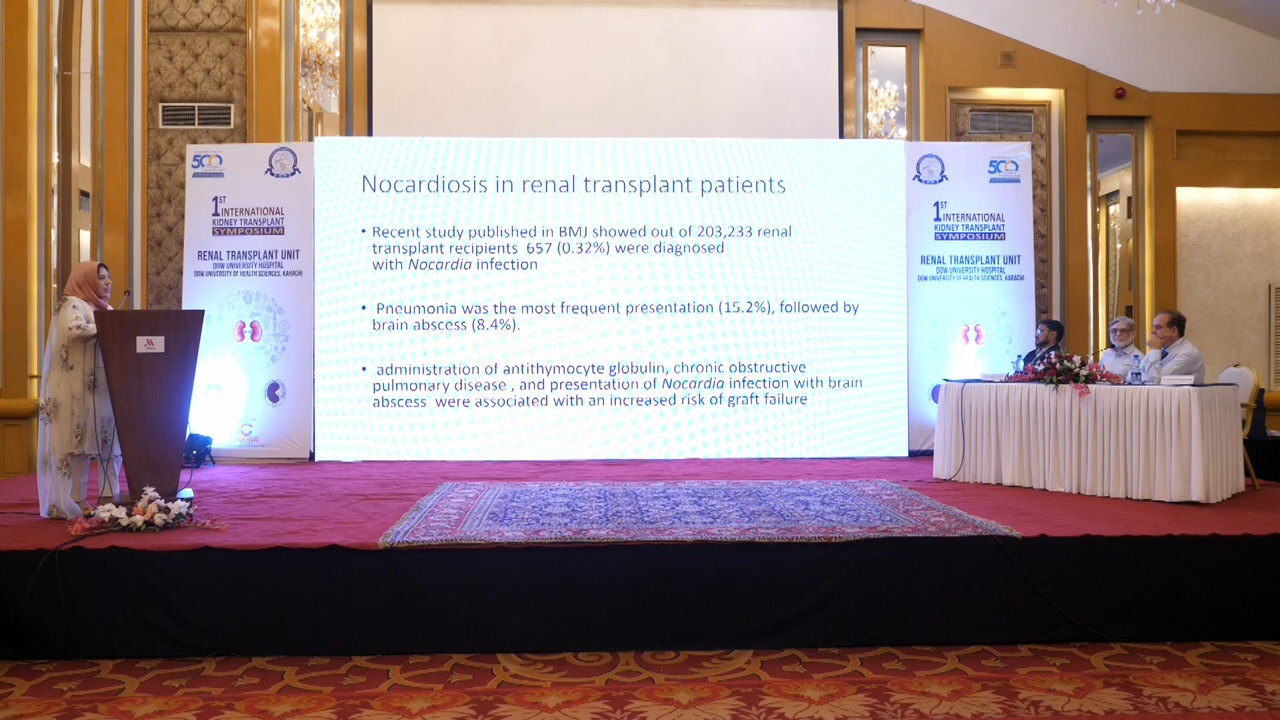 500
1ST
INTERNATIONAL
KIDNEY TRANSPLANT
SYMPOSIUM
RENAL TRANSPLANT UNIT
DOW UNIVERSITY HOSPITAL
DOW UNIVERSITY OF HEALTH SCIENCES, KARACHI
Nocardiosis in renal transplant patients
• Recent study published in BMJ showed out of 203,233 renal
transplant recipients 657 (0.32%) were diagnosed
with Nocardia infection
• Pneumonia was the most frequent presentation (15.2%), followed by
brain abscess (8.4%).
• administration of antithymocyte globulin, chronic obstructive
pulmonary disease , and presentation of Nocardia infection with brain
abscess were associated with an increased risk of graft failure
500
1ST
INTERNATIONAL
KIDNEY TRANSPLANT
SYMPOSIUM
RENAL TRANSPLANT UNIT
DOW UNIVERSITY HOSPITAL
DOW UNIVERSITY OF HEALTH SCIENCES, KARACHI